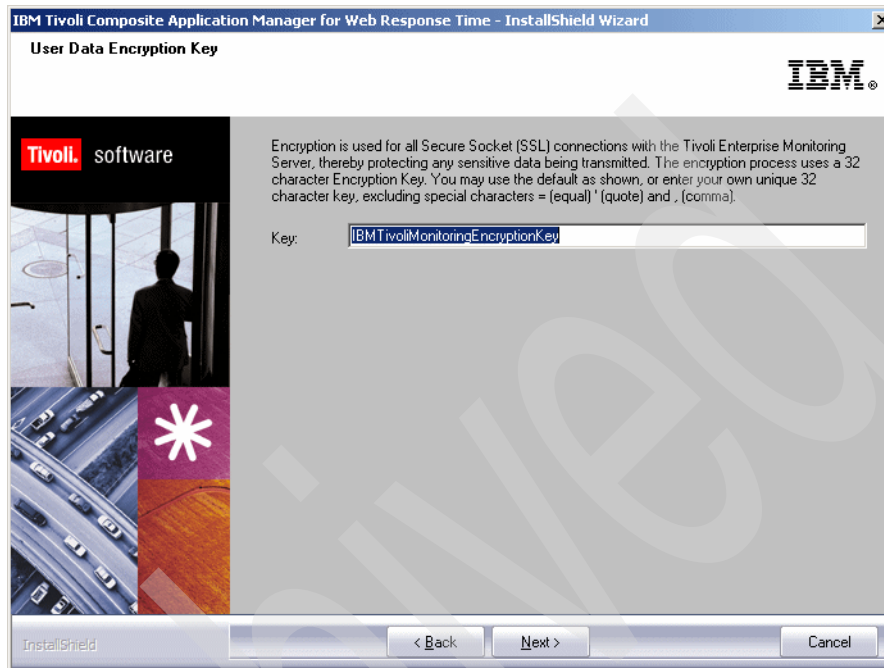 IBM Tivoli Composite Application Manager for Web Response Time - InstallShield Wizard
User Data Encryption Key
IBM®
Tivoli. software
Encryption is used for all Secure Socket (SSL) connections with the Tivoli Enterprise Monitoring
Server, thereby protecting any sensitive data being transmitted. The encryption process uses a 32
character Encryption Key. You may use the default as shown, or enter your own unique 32
character key, excluding special characters = (equal) ' (quote) and , (comma).
Key: IBMTivoliMonitoringEncryptionKey
InstallShield
< Back Next > Cancel